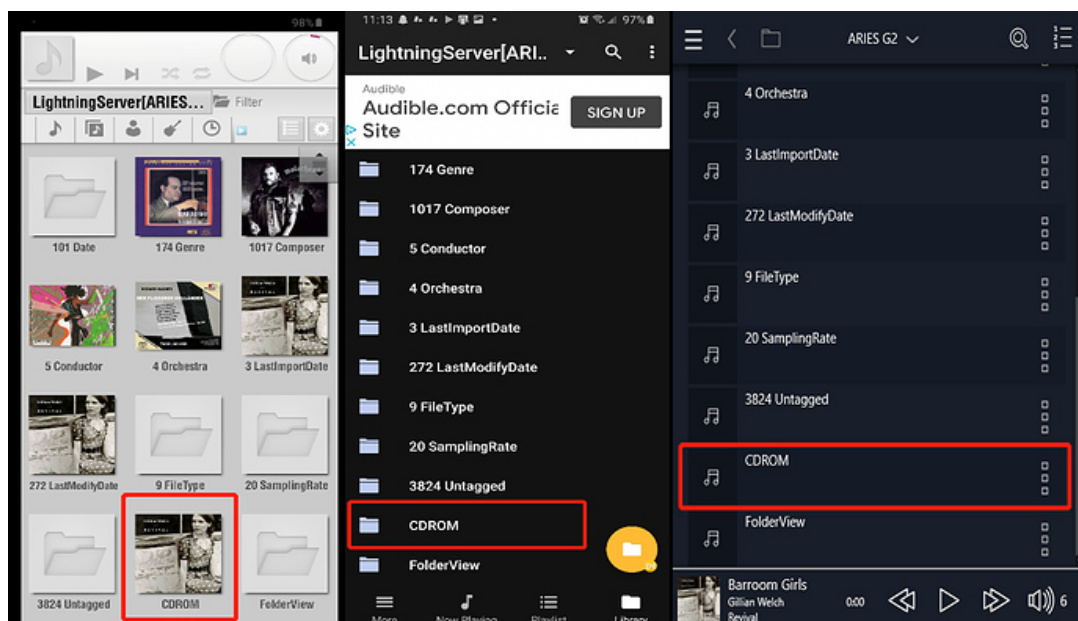 98%
LightningServer[ARIES...
Filter
101 Date
174 Genre
1017 Composer
5 Conductor
4 Orchestra
3 LastImportDate
272 LastModifyDate
9 FileType
20 SamplingRate
3824 Untagged
CDROM
FolderView
11:13
97%
LightningServer[ARI..
Audible
Audible.com Officia
Site
SIGN UP
174 Genre
1017 Composer
5 Conductor
4 Orchestra
3 LastImportDate
272 LastModifyDate
9 FileType
20 SamplingRate
3824 Untagged
CDROM
FolderView
More
Now Playing
Playlist
Library
ARIES G2
4 Orchestra
3 LastImportDate
272 LastModifyDate
9 FileType
20 SamplingRate
3824 Untagged
CDROM
FolderView
Barroom Girls
Gillian Welch
Revival
0:00
6